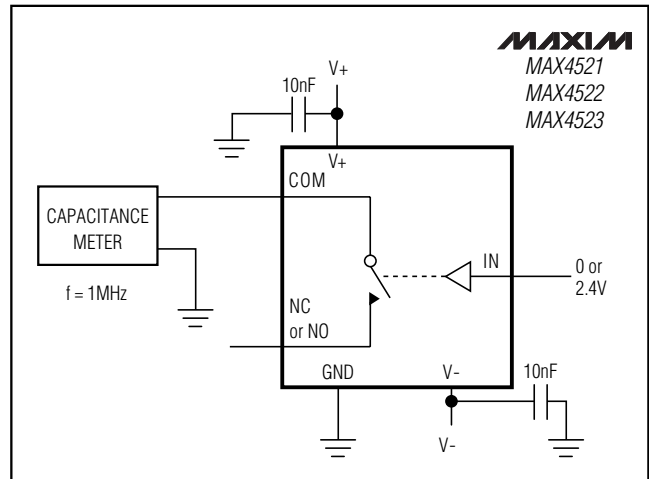 MAXIM
MAX4521
MAX4522
MAX4523
V+
10nF
V+
COM
CAPACITANCE
METER
f = 1MHz
IN
0 or
2.4V
NC
or NO
GND
V-
10nF
V-